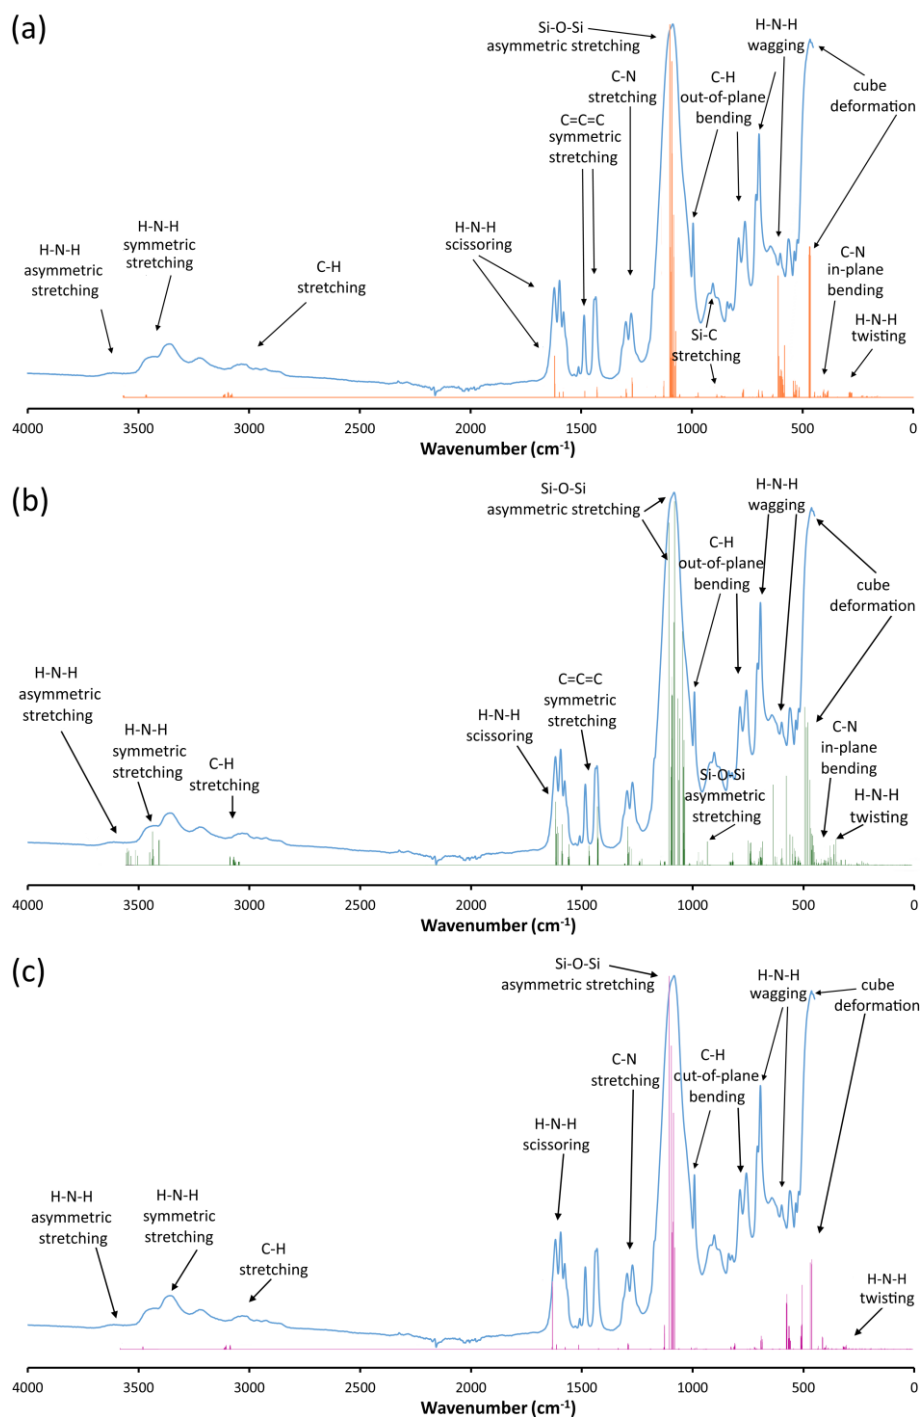 (a)
Si-O-Si
asymmetric stretching
H-N-H
wagging
C-N
stretching
C-H
out-of-plane
bending
cube
deformation
C=C=C
symmetric
stretching
H-N-H
asymmetric
stretching
H-N-H
symmetric
stretching
C-H
stretching
H-N-H
scissoring
Si-C
stretching
C-N
in-plane
bending
H-N-H
twisting
4000 3500 3000 2500 2000 1500 1000 500 0
Wavenumber (cm-1)
(b)
Si-O-Si
asymmetric stretching
H-N-H
wagging
C-H
out-of-plane
bending
cube
deformation
H-N-H
asymmetric
stretching
H-N-H
symmetric
stretching
C-H
stretching
H-N-H
scissoring
C=C=C
symmetric
stretching
Si-O-Si
asymmetric
stretching
C-N
in-plane
bending
H-N-H
twisting
4000 3500 3000 2500 2000 1500 1000 500 0
Wavenumber (cm-1)
(c)
Si-O-Si
asymmetric stretching
H-N-H
wagging
cube
deformation
C-N
stretching
C-H
out-of-plane
bending
H-N-H
scissoring
H-N-H
asymmetric
stretching
H-N-H
symmetric
stretching
C-H
stretching
H-N-H
twisting
4000 3500 3000 2500 2000 1500 1000 500 0
Wavenumber (cm-1)